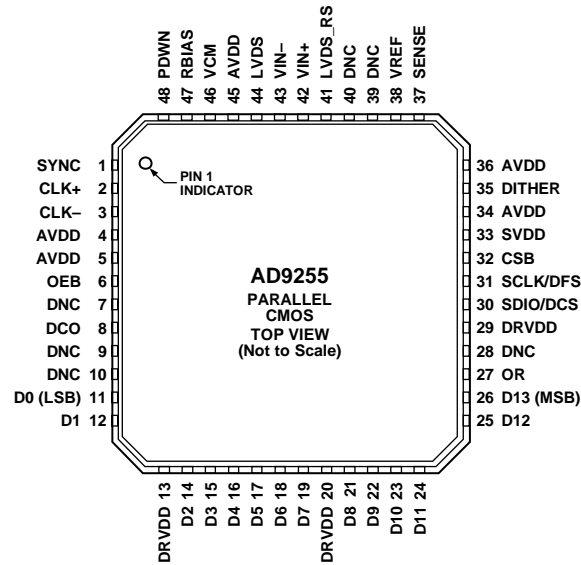 48 PDWN
47 RBIAS
46 VCM
45 AVDD
44 LVDS
43 VIN–
42 VIN+
41 LVDS_RS
40 DNC
39 DNC
38 VREF
37 SENSE
SYNC 1
CLK+ 2
CLK– 3
AVDD 4
AVDD 5
OEB 6
DNC 7
DCO 8
DNC 9
DNC 10
D0 (LSB) 11
D1 12
PIN 1
INDICATOR
AD9255
PARALLEL
CMOS
TOP VIEW
(Not to Scale)
36 AVDD
35 DITHER
34 AVDD
33 SVDD
32 CSB
31 SCLK/DFS
30 SDIO/DCS
29 DRVDD
28 DNC
27 OR
26 D13 (MSB)
25 D12
DRVDD 13
D2 14
D3 15
D4 16
D5 17
D6 18
D7 19
DRVDD 20
D8 21
D9 22
D10 23
D11 24